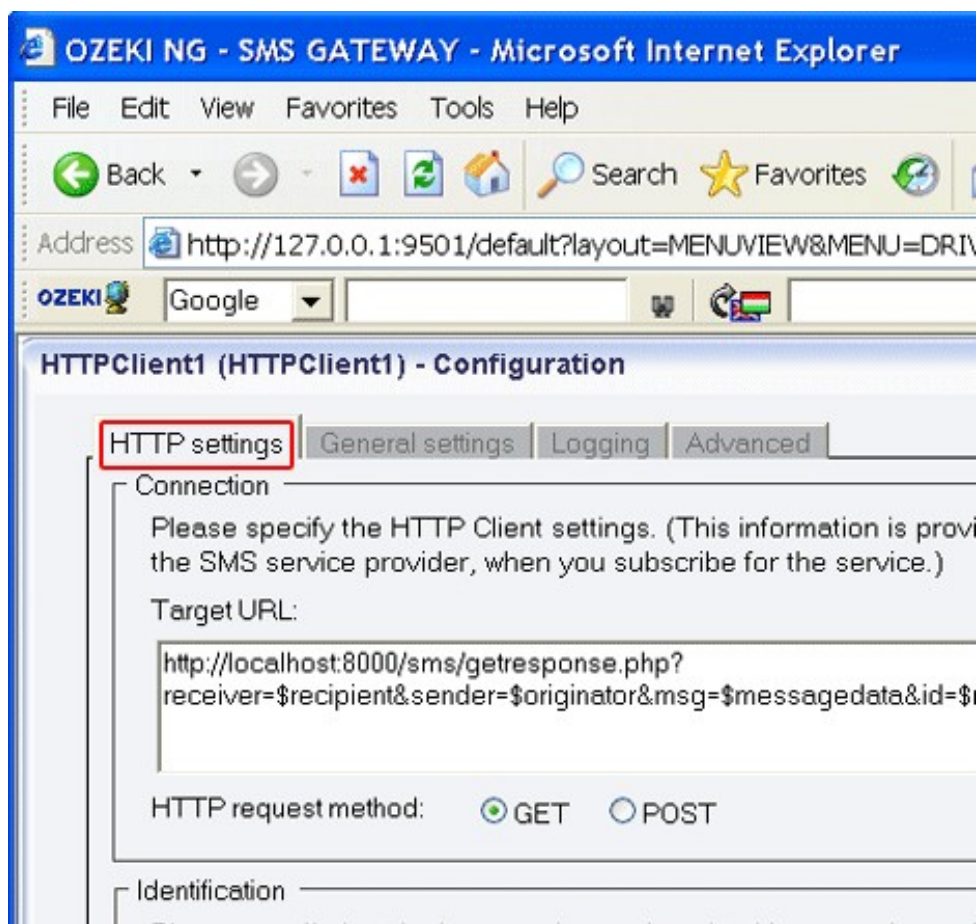 OZEKI NG - SMS GATEWAY - Microsoft Internet Explorer
File Edit View Favorites Tools Help
Back Search Favorites
Address http://127.0.0.1:9501/default?layout=MENUVIEW&MENU=DRIV
OZEKI Google
HTTPClient1 (HTTPClient1) - Configuration
HTTP settings General settings Logging Advanced
Connection
Please specify the HTTP Client settings. (This information is provi
the SMS service provider, when you subscribe for the service.)
Target URL:
http://localhost:8000/sms/getresponse.php?
receiver=$recipient&sender=$originator&msg=$messagedata&id=$
HTTP request method: GET POST
Identification